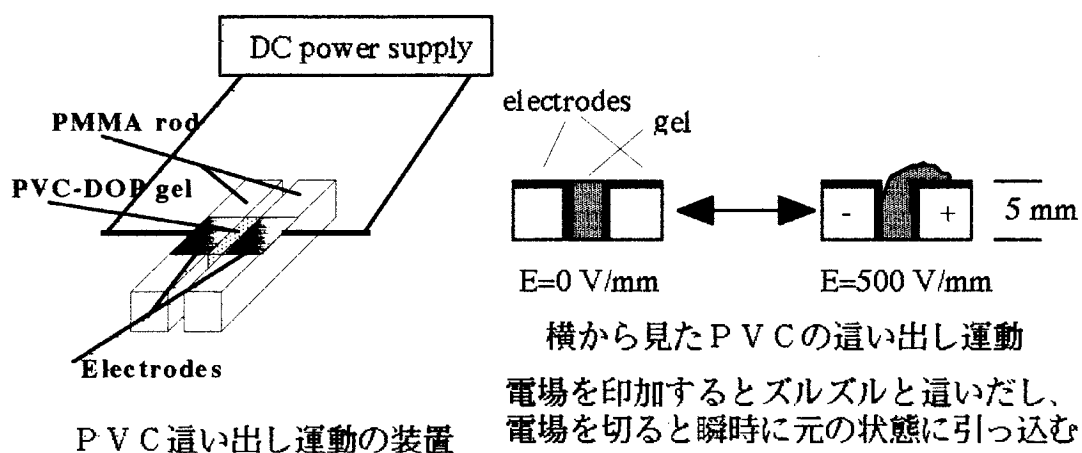 DC power supply
PMMA rod
PVC-DOP gel
Electrodes
PVC這い出し運動の装置
electrodes
gel
- +
5 mm
E=0 V/mm
E=500 V/mm
横から見たPVCの這い出し運動
電場を印加するとズルズルと這いだし、
電場を切ると瞬時に元の状態に引っ込む